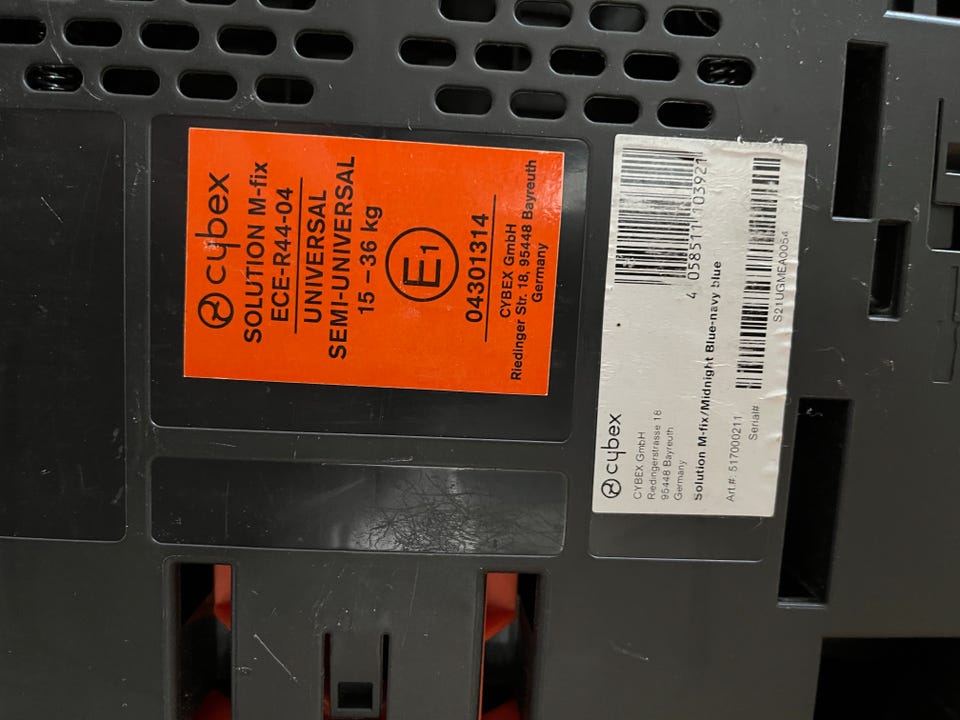 cybex
SOLUTION M-fix
ECE-R44-04
UNIVERSAL
SEMI-UNIVERSAL
15 – 36 kg
E1
04301314
CYBEX GmbH
Riedinger Str. 18, 95448 Bayreuth
Germany
cybex
CYBEX GmbH
Riedingerstrasse 18
95448 Bayreuth
Germany
4 058511 103921
Solution M-fix/Midnight Blue-navy blue
Art.#: 517000211
Serial#
S21UGMEA0054